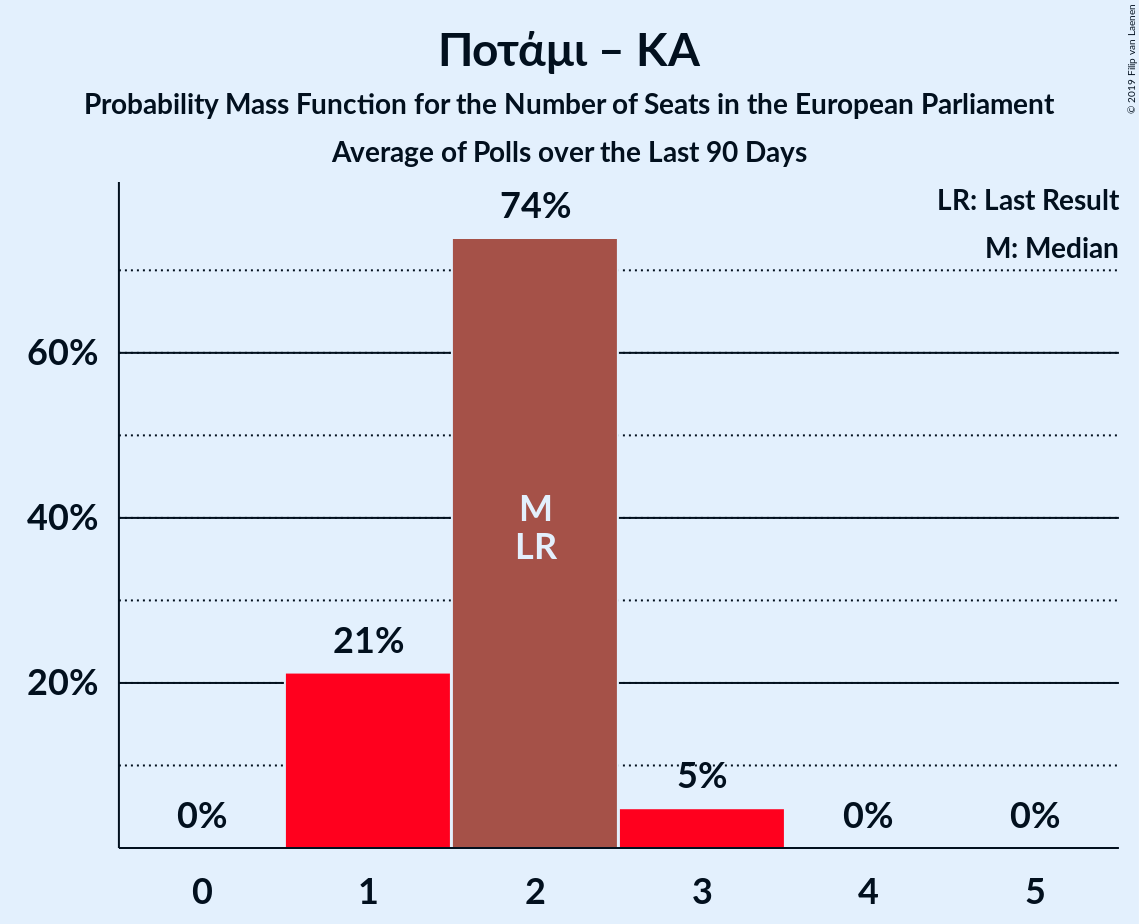 Ποτάμι – ΚΑ
Probability Mass Function for the Number of Seats in the European Parliament
Average of Polls over the Last 90 Days
© 2019 Filip van Laenen
LR: Last Result
M: Median
74%
60%
40%
20%
M
LR
21%
5%
0%
0%
0%
0 1 2 3 4 5